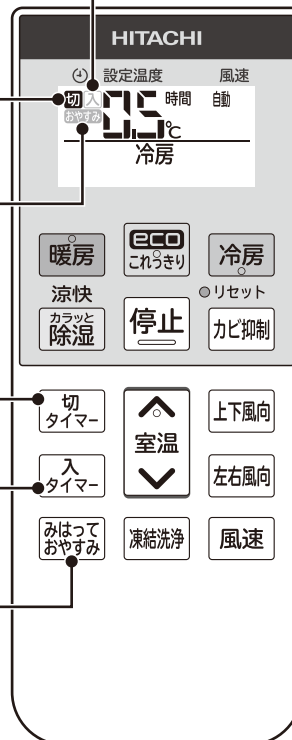 HITACHI
設定温度 風速
切 入 0.5 時間 自動
おやすみ ℃
冷房
暖房 eco これっきり 冷房
涼快 リセット
カラッと除湿 停止 カビ抑制
切タイマー 室温 上下風向
入タイマー 左右風向
みはっておやすみ 凍結洗浄 風速